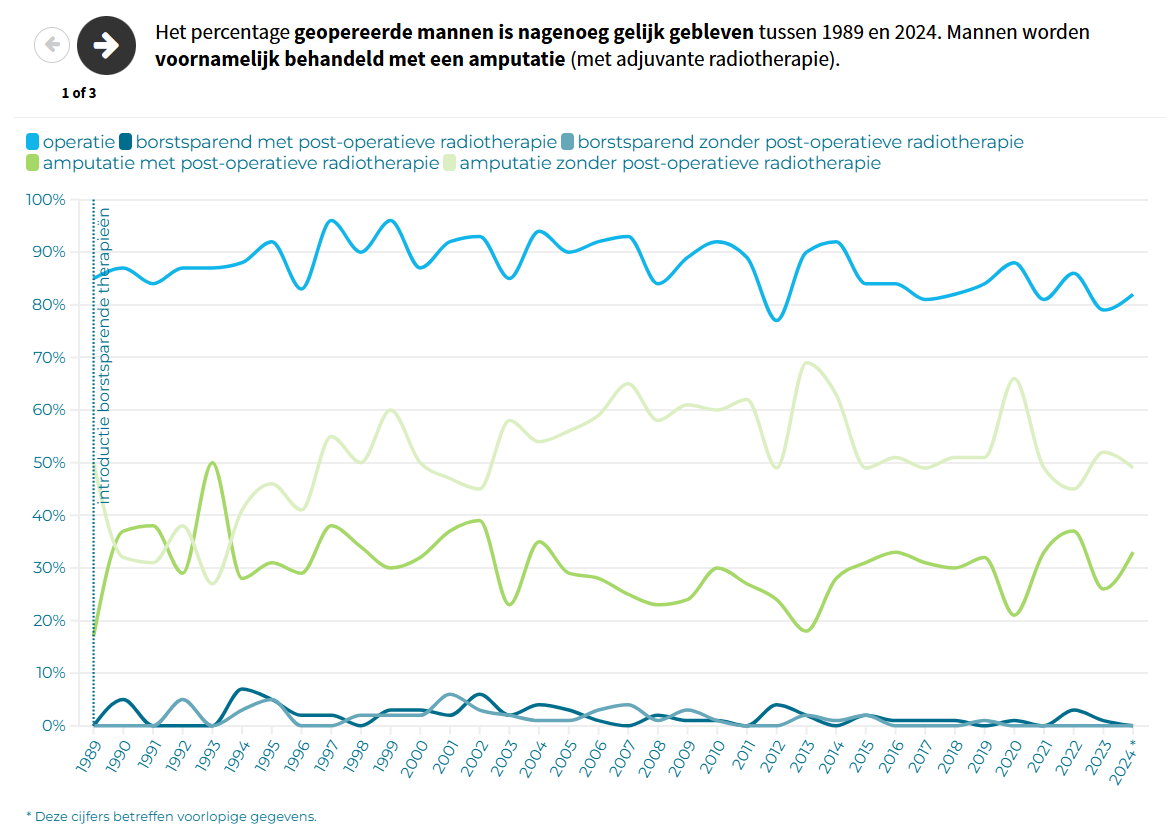 Het percentage geopereerde mannen is nagenoeg gelijk gebleven tussen 1989 en 2024. Mannen worden
voornamelijk behandeld met een amputatie (met adjuvante radiotherapie).
1 of 3
operatie borstsparend met post-operatieve radiotherapie borstsparend zonder post-operatieve radiotherapie
amputatie met post-operatieve radiotherapie amputatie zonder post-operatieve radiotherapie
100%
90%
80%
70%
60%
50%
40%
30%
20%
10%
0%
introductie borstsparende therapieën
1989 1990 1991 1992 1993 1994 1995 1996 1997 1998 1999 2000 2001 2002 2003 2004 2005 2006 2007 2008 2009 2010 2011 2012 2013 2014 2015 2016 2017 2018 2019 2020 2021 2022 2023 2024 *
* Deze cijfers betreffen voorlopige gegevens.